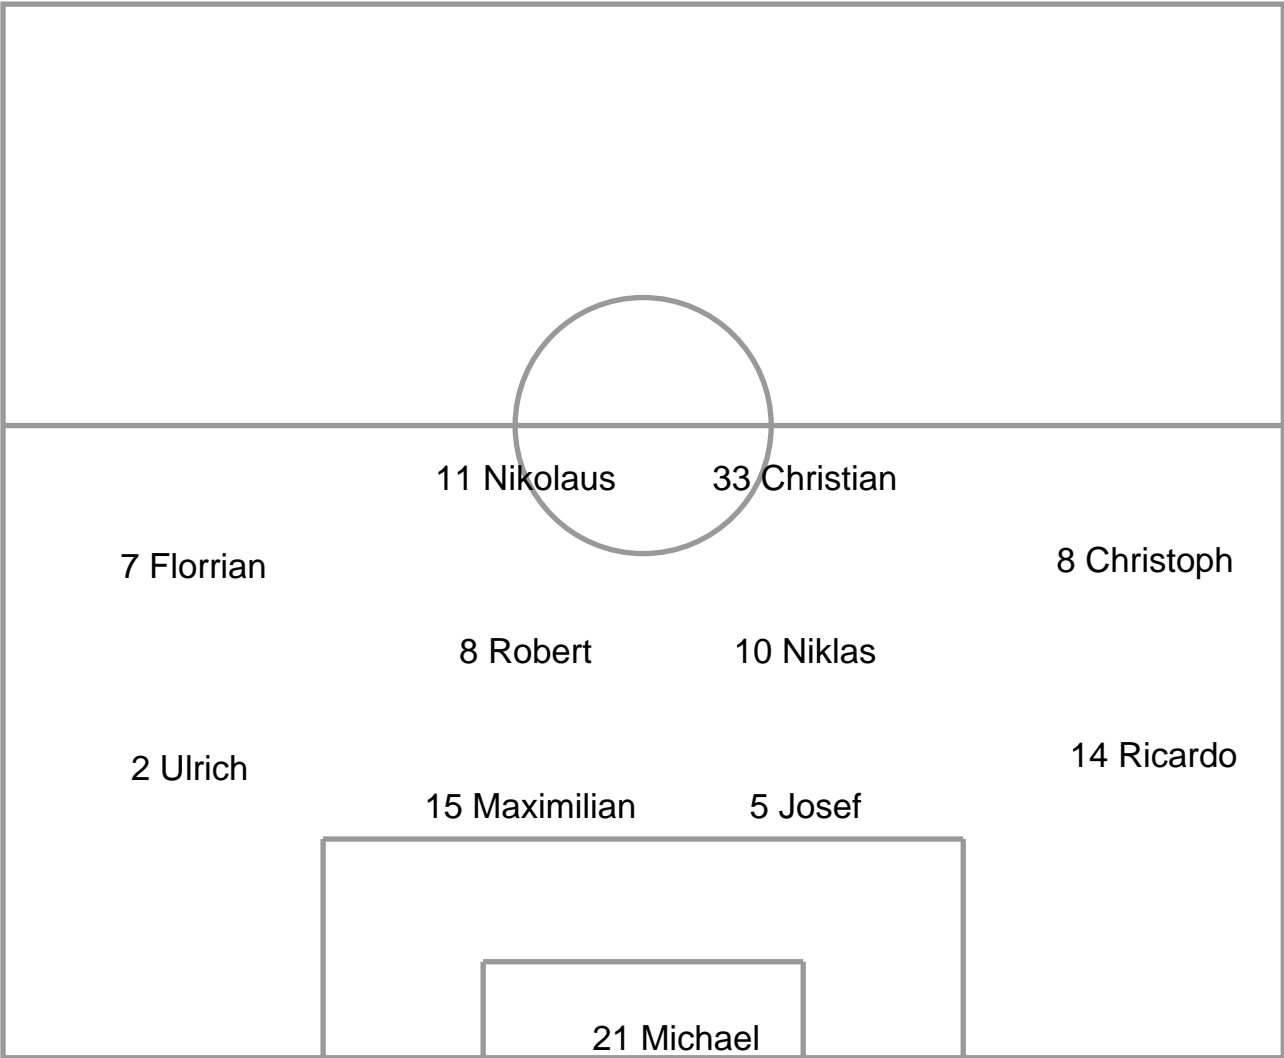 11 Nikolaus
33 Christian
7 Florrian
8 Christoph
8 Robert
10 Niklas
2 Ulrich
14 Ricardo
15 Maximilian
5 Josef
21 Michael